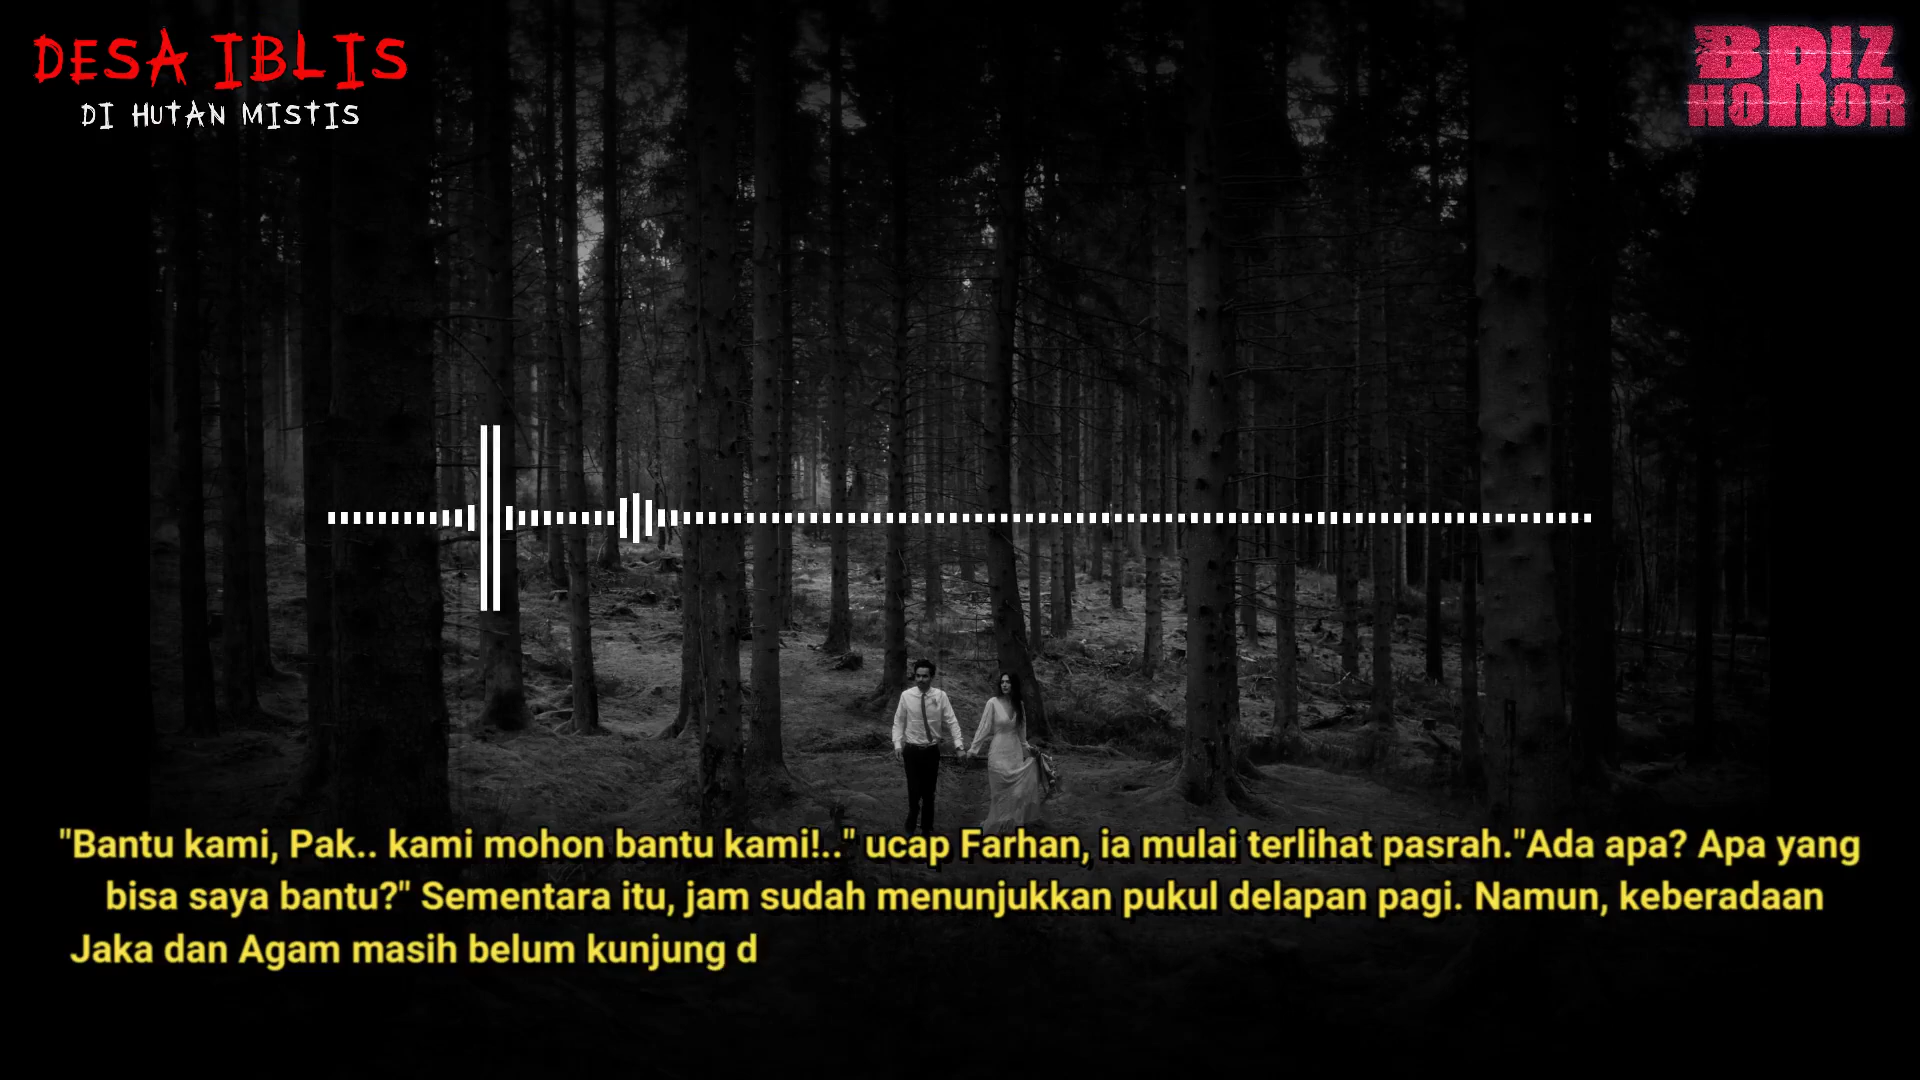 DESA IBLIS
DI HUTAN MISTIS
BRIZ
HORROR
"Bantu kami, Pak.. kami mohon bantu kami!.." ucap Farhan, ia mulai terlihat pasrah."Ada apa? Apa yang
bisa saya bantu?" Sementara itu, jam sudah menunjukkan pukul delapan pagi. Namun, keberadaan
Jaka dan Agam masih belum kunjung d